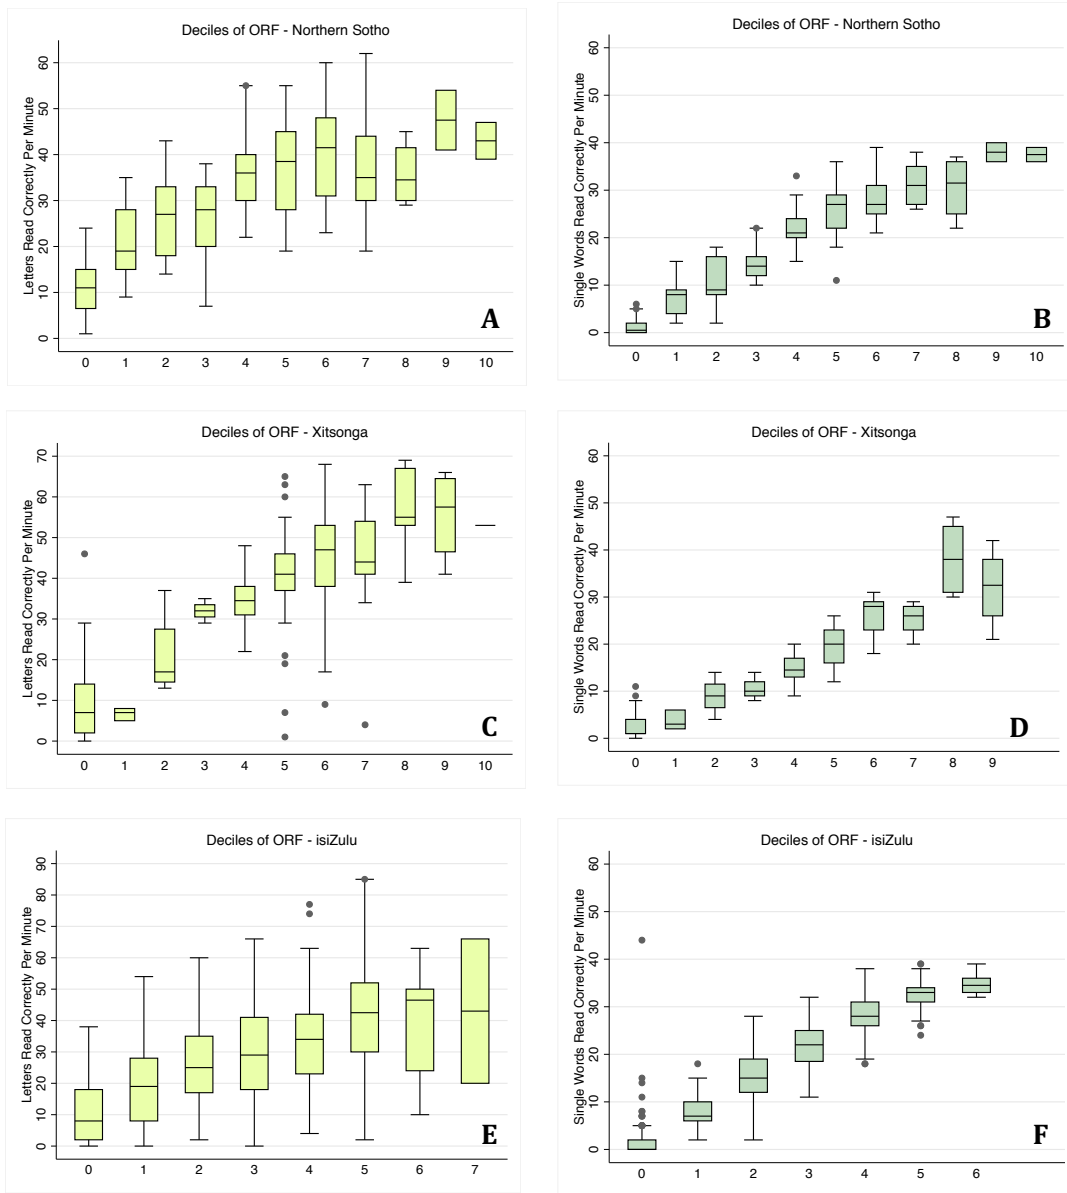 Deciles of ORF - Northern Sotho
Letters Read Correctly Per Minute
60
50
40
30
20
10
0
A
0 1 2 3 4 5 6 7 8 9 10
Deciles of ORF - Northern Sotho
Single Words Read Correctly Per Minute
60
50
40
30
20
10
0
B
0 1 2 3 4 5 6 7 8 9 10
Deciles of ORF - Xitsonga
Letters Read Correctly Per Minute
70
60
50
40
30
20
10
0
C
0 1 2 3 4 5 6 7 8 9 10
Deciles of ORF - Xitsonga
Single Words Read Correctly Per Minute
60
50
40
30
20
10
0
D
0 1 2 3 4 5 6 7 8 9
Deciles of ORF - isiZulu
Letters Read Correctly Per Minute
90
80
70
60
50
40
30
20
10
0
E
0 1 2 3 4 5 6 7
Deciles of ORF - isiZulu
Single Words Read Correctly Per Minute
60
50
40
30
20
10
0
F
0 1 2 3 4 5 6